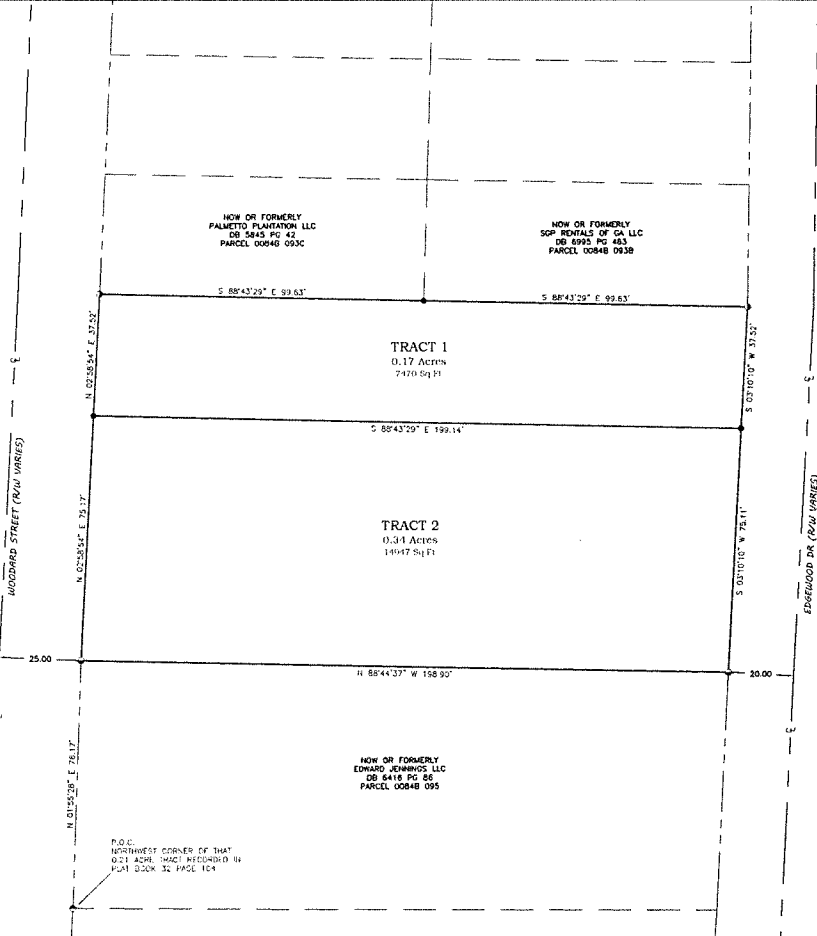 NOW OR FORMERLY
PALMETTO PLANTATION LLC
DB 5845 PG 42
PARCEL 0084B 093C
NOW OR FORMERLY
SGP RENTALS OF GA LLC
DB 6995 PG 483
PARCEL 0084B 093B
S 88°43'29" E 99.63'
S 88°43'29" E 99.63'
N 02°58'54" E 37.52'
TRACT 1
0.17 Acres
7470 Sq Ft
S 03°10'10" W 37.52'
S 88°43'29" E 199.14'
WOODARD STREET (R/W VARIES)
N 02°58'54" E 75.17'
TRACT 2
0.34 Acres
14947 Sq Ft
S 03°10'10" W 75.11'
EDGEWOOD DR (R/W VARIES)
25.00
N 88°44'37" W 198.90'
20.00
N 01°55'28" E 76.17'
NOW OR FORMERLY
EDWARD JENNINGS LLC
DB 6416 PG 86
PARCEL 0084B 095
P.O.C.
NORTHWEST CORNER OF THAT
0.21 ACRE TRACT RECORDED IN
PLAT BOOK 32 PAGE 104